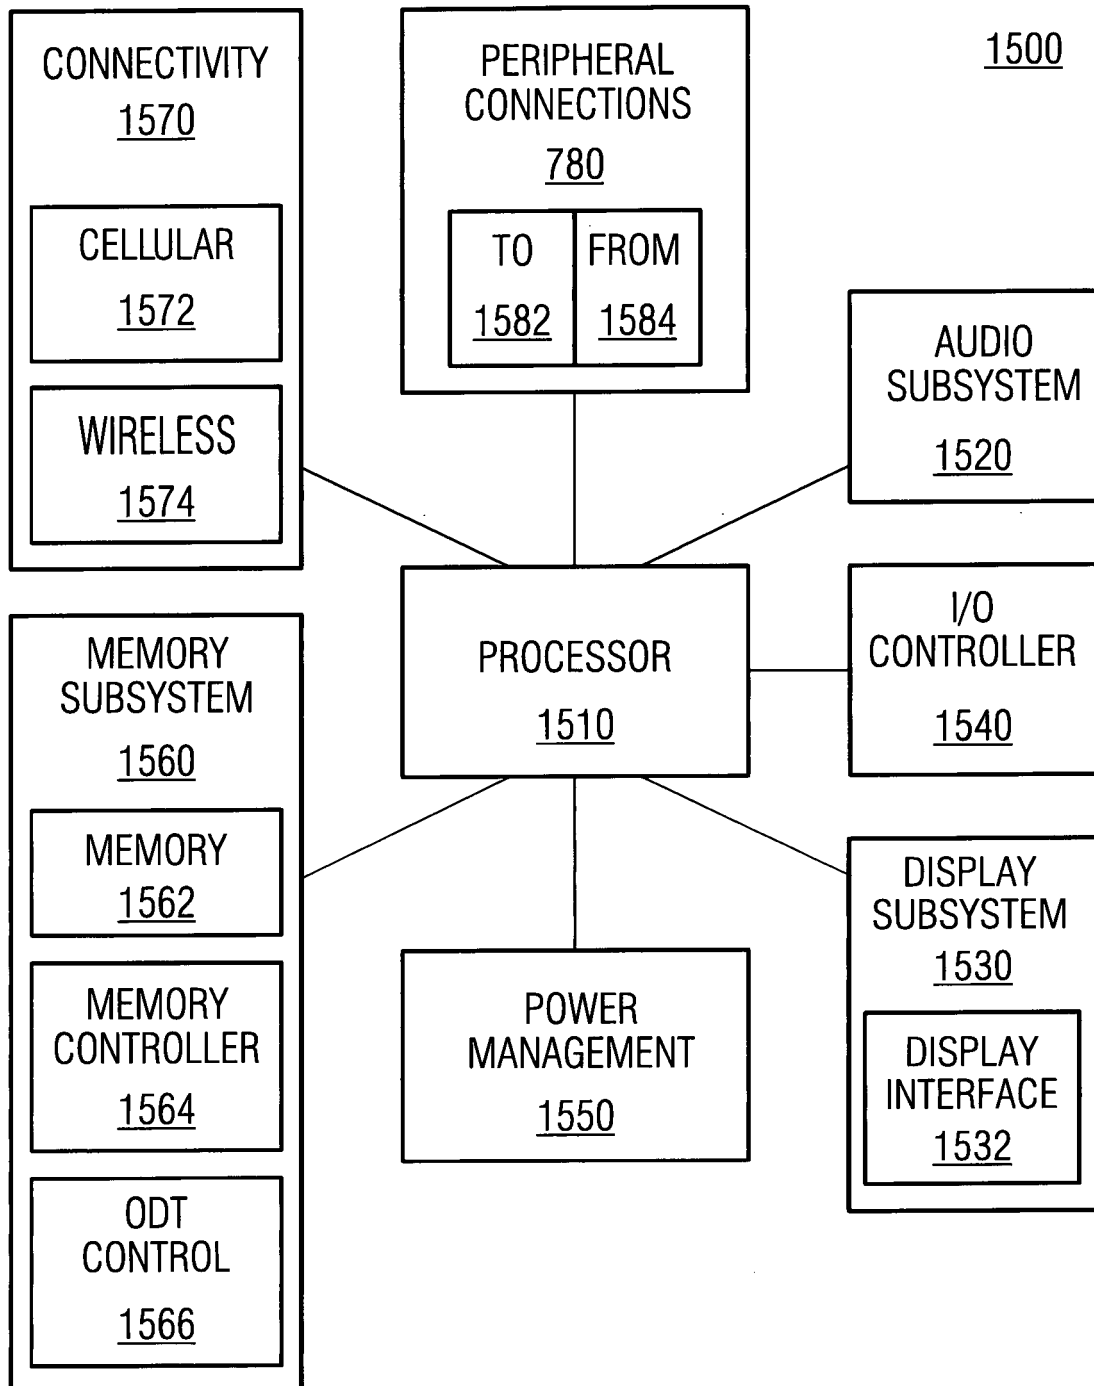 1500
CONNECTIVITY
1570
CELLULAR
1572
WIRELESS
1574
PERIPHERAL
CONNECTIONS
780
TO
1582
FROM
1584
AUDIO
SUBSYSTEM
1520
PROCESSOR
1510
I/O
CONTROLLER
1540
MEMORY
SUBSYSTEM
1560
MEMORY
1562
MEMORY
CONTROLLER
1564
ODT
CONTROL
1566
POWER
MANAGEMENT
1550
DISPLAY
SUBSYSTEM
1530
DISPLAY
INTERFACE
1532